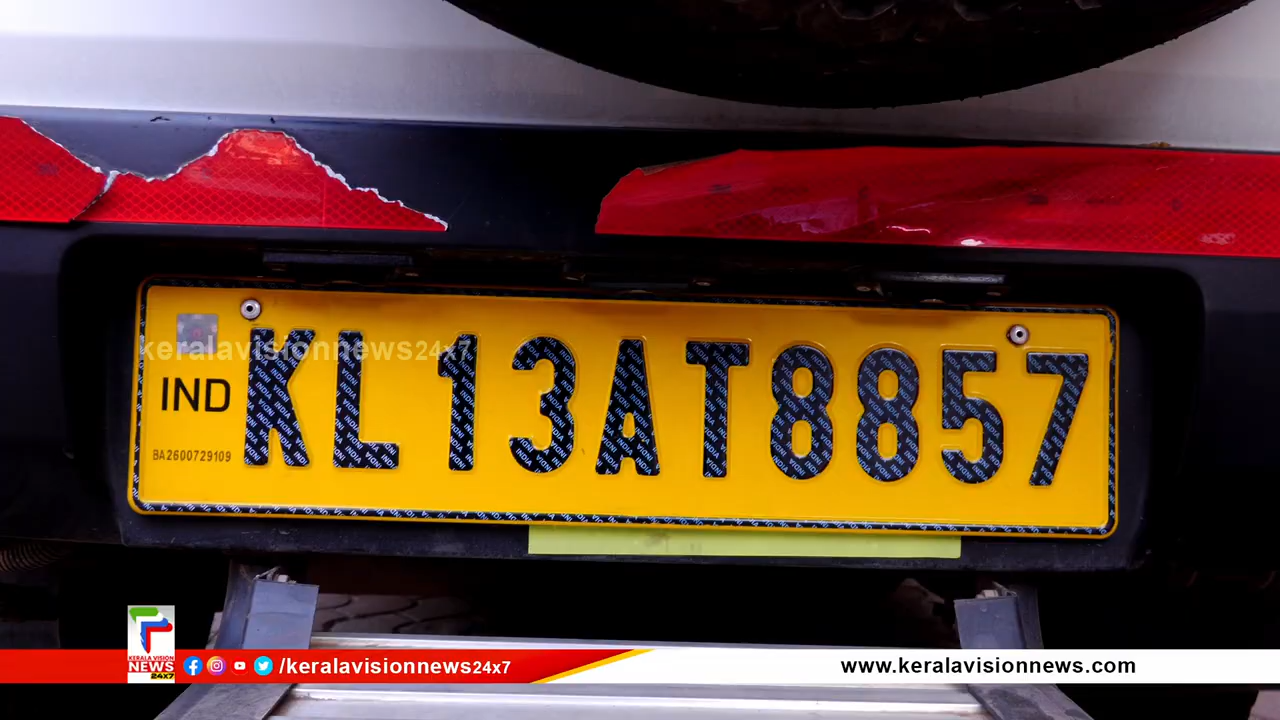 keralavisionnews24x7
IND
KL13AT8857
BA2600729109
KERALA VISION
NEWS
24x7
/keralavisionnews24x7
www.keralavisionnews.com